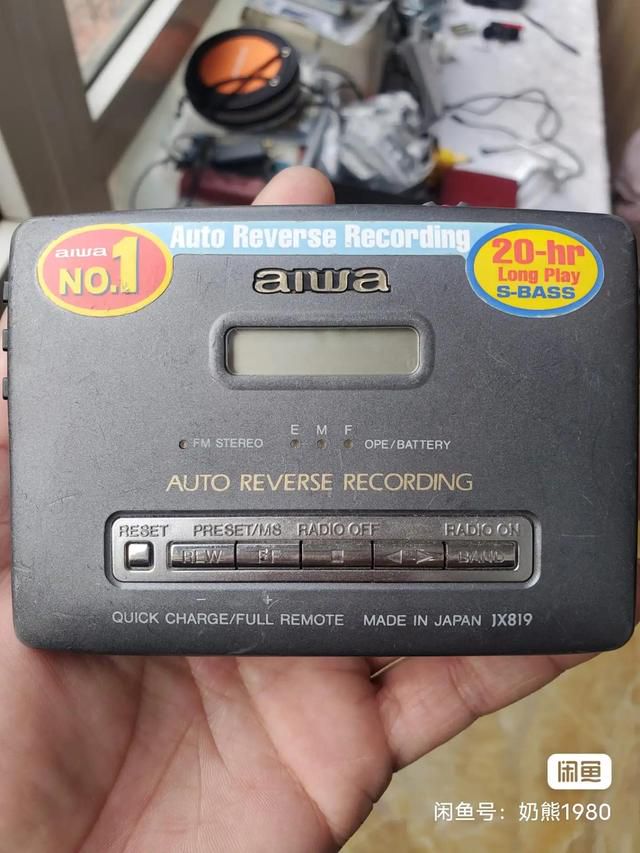 aiwa
NO.1
Auto Reverse Recording
20-hr
Long Play
S-BASS
aiwa
E M F
FM STEREO
OPE/BATTERY
AUTO REVERSE RECORDING
RESET PRESET/MS RADIO OFF RADIO ON
REW FF BAND
− +
QUICK CHARGE/FULL REMOTE MADE IN JAPAN JX819
闲鱼
闲鱼号：奶熊1980